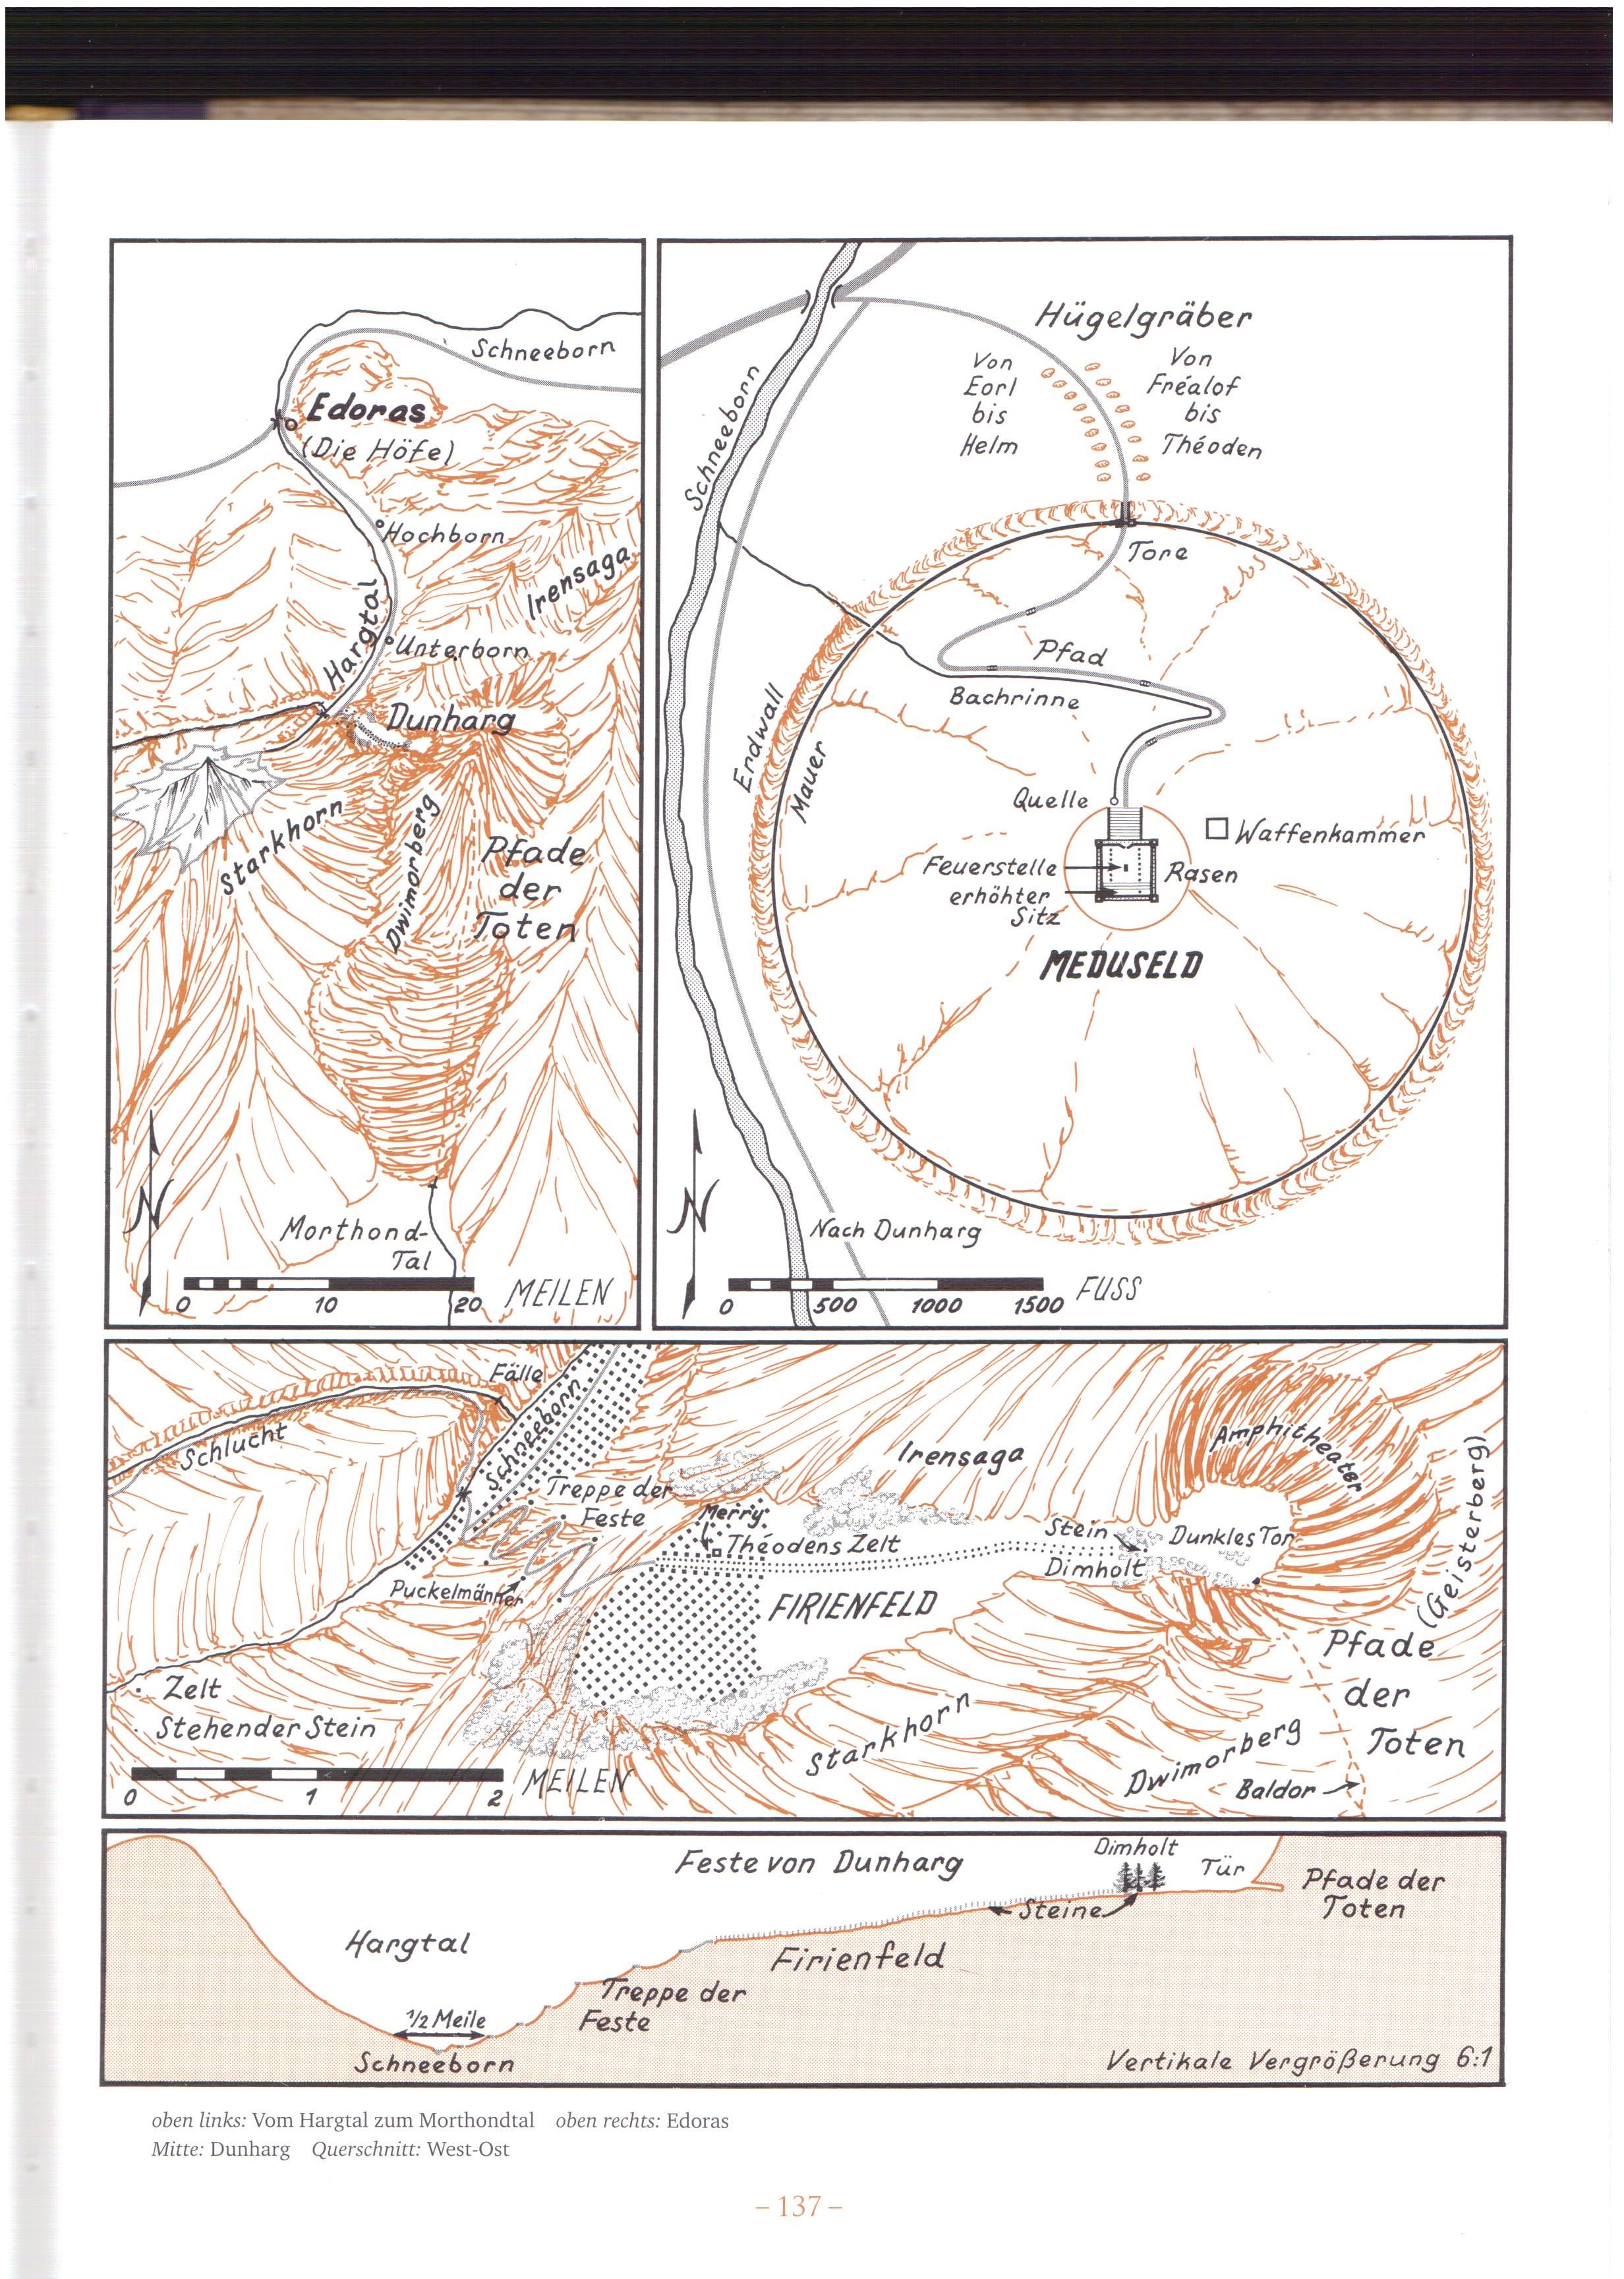 Schneeborn
Edoras
(Die Höfe)
Hochborn
Irensaga
Hargtal
Unterborn
Dunharg
Starkhorn
Dwimorberg
Pfade
der
Toten
Morthond-
Tal
N
0 10 20 MEILEN
Hügelgräber
Von
Eorl
bis
Helm
Von
Fréalof
bis
Théoden
Schneeborn
Tore
Pfad
Bachrinne
Erdwall
Mauer
Quelle
Waffenkammer
Feuerstelle
erhöhter
Sitz
Rasen
MEDUSELD
N
Nach Dunharg
0 500 1000 1500 FUSS
Fälle
Schneeborn
Schlucht
Treppe der
Feste
Puckelmänner
Merry
Théodens Zelt
Irensaga
Amphitheater
(Geisterberg)
Stein
Dunkles Tor
Dimholt
FIRIENFELD
Zelt
Stehender Stein
Starkhorn
Dwimorberg
Pfade
der
Toten
Baldor
0 1 2 MEILEN
Feste von Dunharg
Dimholt
Tür
Pfade der
Toten
Steine
Hargtal
Firienfeld
Treppe der
Feste
1/2 Meile
Schneeborn
Vertikale Vergrößerung 6:1
oben links: Vom Hargtal zum Morthondtal oben rechts: Edoras
Mitte: Dunharg Querschnitt: West-Ost
– 137 –